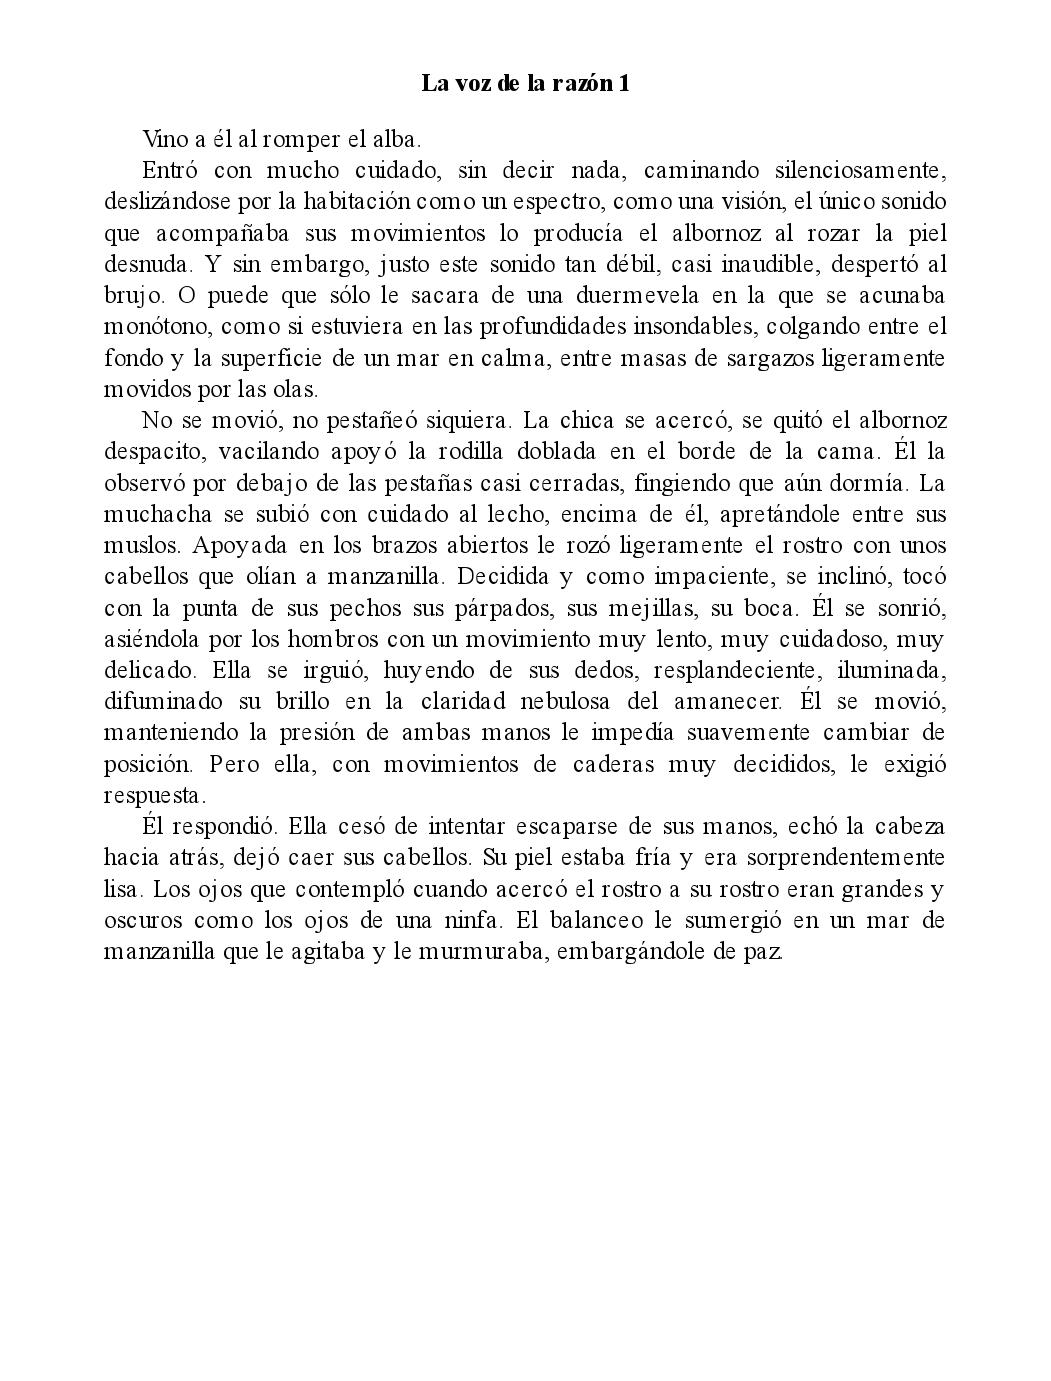 La voz de la razón 1
Vino a él al romper el alba.
Entró con mucho cuidado, sin decir nada, caminando silenciosamente,
deslizándose por la habitación como un espectro, como una visión, el único sonido
que acompañaba sus movimientos lo producía el albornoz al rozar la piel
desnuda. Y sin embargo, justo este sonido tan débil, casi inaudible, despertó al
brujo. O puede que sólo le sacara de una duermevela en la que se acunaba
monótono, como si estuviera en las profundidades insondables, colgando entre el
fondo y la superficie de un mar en calma, entre masas de sargazos ligeramente
movidos por las olas.
No se movió, no pestañeó siquiera. La chica se acercó, se quitó el albornoz
despacito, vacilando apoyó la rodilla doblada en el borde de la cama. Él la
observó por debajo de las pestañas casi cerradas, fingiendo que aún dormía. La
muchacha se subió con cuidado al lecho, encima de él, apretándole entre sus
muslos. Apoyada en los brazos abiertos le rozó ligeramente el rostro con unos
cabellos que olían a manzanilla. Decidida y como impaciente, se inclinó, tocó
con la punta de sus pechos sus párpados, sus mejillas, su boca. Él se sonrió,
asiéndola por los hombros con un movimiento muy lento, muy cuidadoso, muy
delicado. Ella se irguió, huyendo de sus dedos, resplandeciente, iluminada,
difuminado su brillo en la claridad nebulosa del amanecer. Él se movió,
manteniendo la presión de ambas manos le impedía suavemente cambiar de
posición. Pero ella, con movimientos de caderas muy decididos, le exigió
respuesta.
Él respondió. Ella cesó de intentar escaparse de sus manos, echó la cabeza
hacia atrás, dejó caer sus cabellos. Su piel estaba fría y era sorprendentemente
lisa. Los ojos que contempló cuando acercó el rostro a su rostro eran grandes y
oscuros como los ojos de una ninfa. El balanceo le sumergió en un mar de
manzanilla que le agitaba y le murmuraba, embargándole de paz.